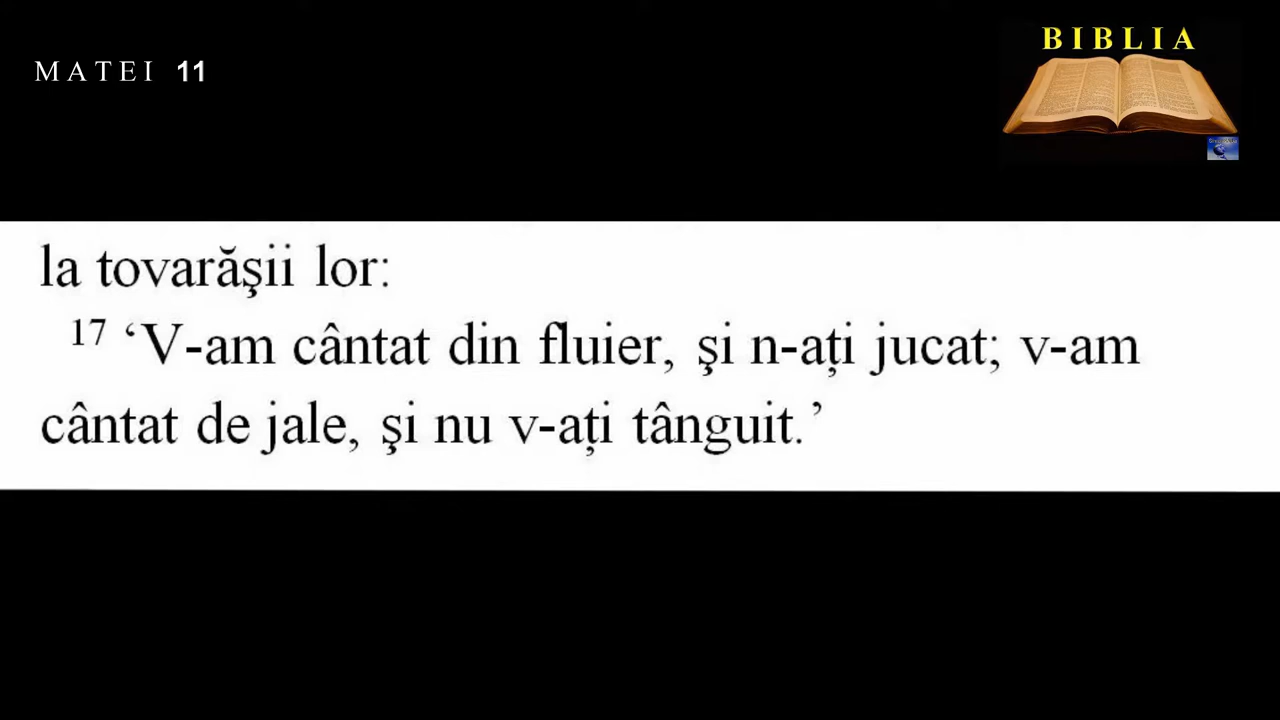 BIBLIA
MATEI 11
la tovarăşii lor:
17 ‘V-am cântat din fluier, şi n-aţi jucat; v-am
cântat de jale, şi nu v-aţi tânguit.’